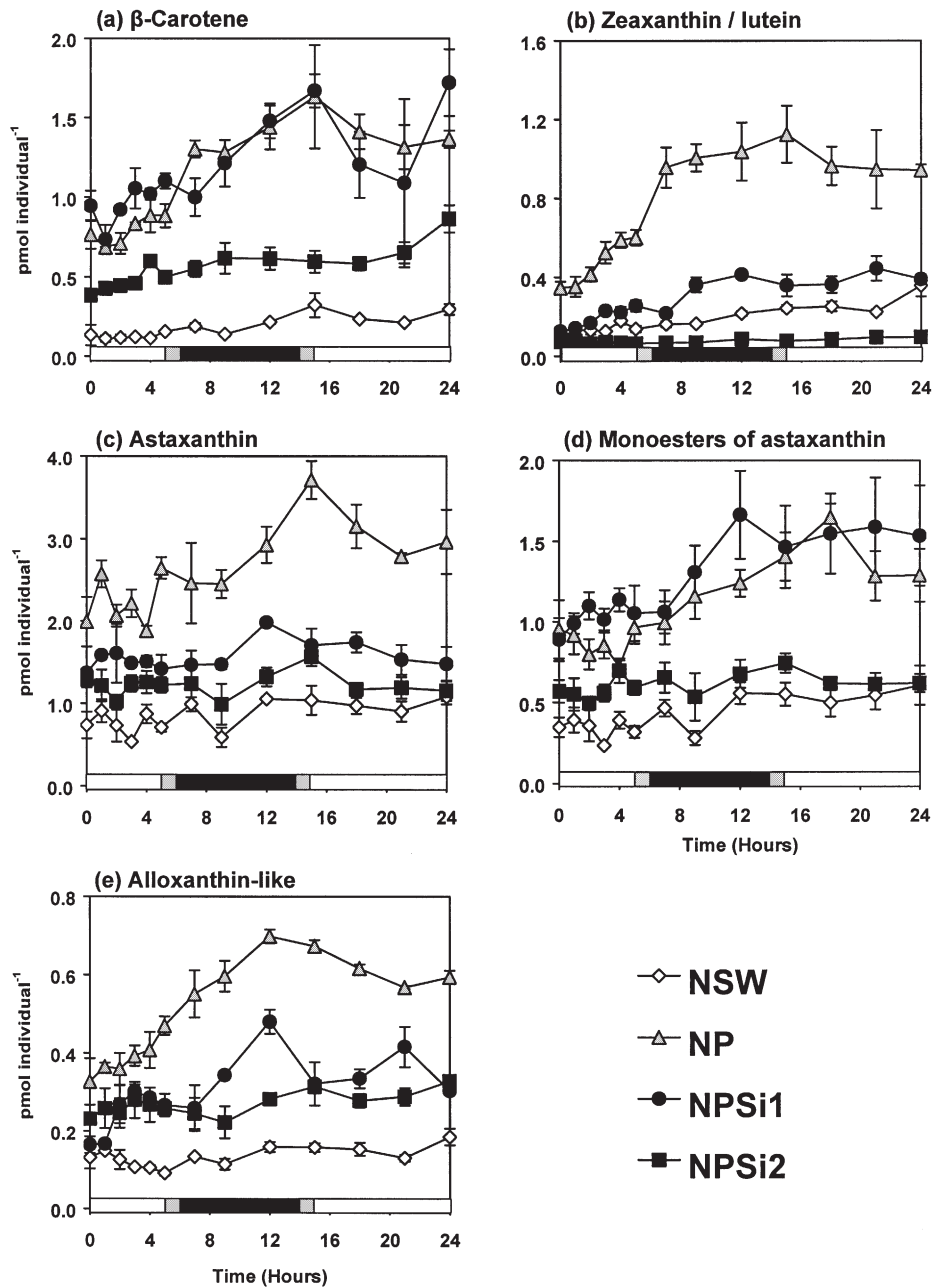 (a) β-Carotene
2.0
1.5
1.0
0.5
0.0
pmol individual⁻¹
0 4 8 12 16 20 24
(b) Zeaxanthin / lutein
1.6
1.2
0.8
0.4
0.0
0 4 8 12 16 20 24
(c) Astaxanthin
4.0
3.0
2.0
1.0
0.0
pmol individual⁻¹
0 4 8 12 16 20 24
(d) Monoesters of astaxanthin
2.0
1.5
1.0
0.5
0.0
0 4 8 12 16 20 24
Time (Hours)
(e) Alloxanthin-like
0.8
0.6
0.4
0.2
0.0
pmol individual⁻¹
0 4 8 12 16 20 24
Time (Hours)
NSW
NP
NPSi1
NPSi2